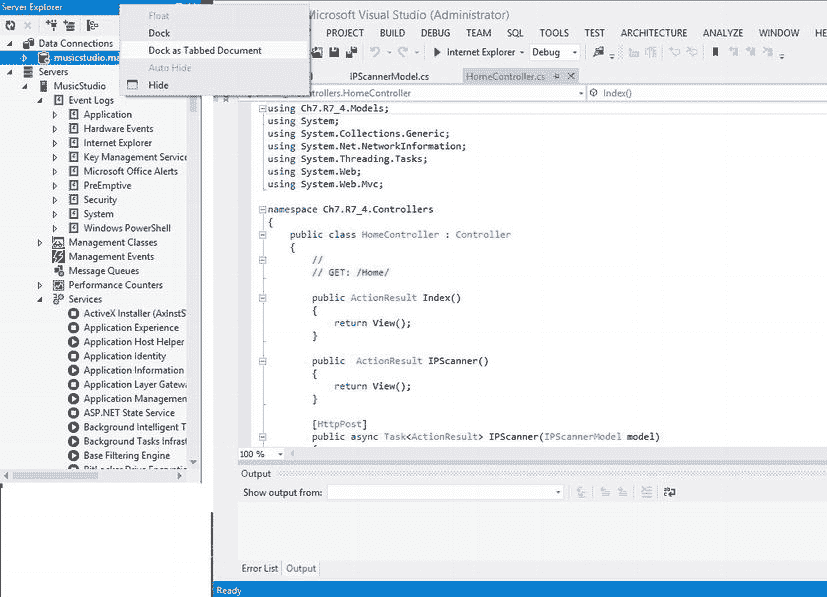 Server Explorer
Float
Dock
Dock as Tabbed Document
Auto Hide
Hide
Data Connections
musicstudio.ma
Servers
MusicStudio
Event Logs
Application
Hardware Events
Internet Explorer
Key Management Service
Microsoft Office Alerts
PreEmptive
Security
System
Windows PowerShell
Management Classes
Management Events
Message Queues
Performance Counters
Services
ActiveX Installer (AxInstS
Application Experience
Application Host Helper
Application Identity
Application Information
Application Layer Gatewa
Application Managemen
ASP.NET State Service
Background Intelligent T
Background Tasks Infrast
Base Filtering Engine
BitLocker Drive Encryptio
Microsoft Visual Studio (Administrator)
PROJECT BUILD DEBUG TEAM SQL TOOLS TEST ARCHITECTURE ANALYZE WINDOW HE
Internet Explorer Debug
IPScannerModel.cs HomeController.cs
ontrollers.HomeController Index()
using Ch7.R7_4.Models;
using System;
using System.Collections.Generic;
using System.Net.NetworkInformation;
using System.Threading.Tasks;
using System.Web;
using System.Web.Mvc;
namespace Ch7.R7_4.Controllers
{
public class HomeController : Controller
{
//
// GET: /Home/
public ActionResult Index()
{
return View();
}
public ActionResult IPScanner()
{
return View();
}
[HttpPost]
public async Task<ActionResult> IPScanner(IPScannerModel model)
100 %
Output
Show output from:
Error List Output
Ready